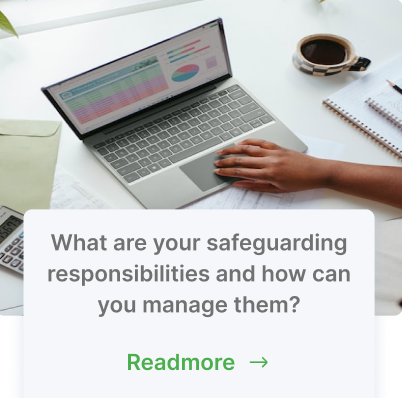 What are your safeguarding
responsibilities and how can
you manage them?
Readmore →